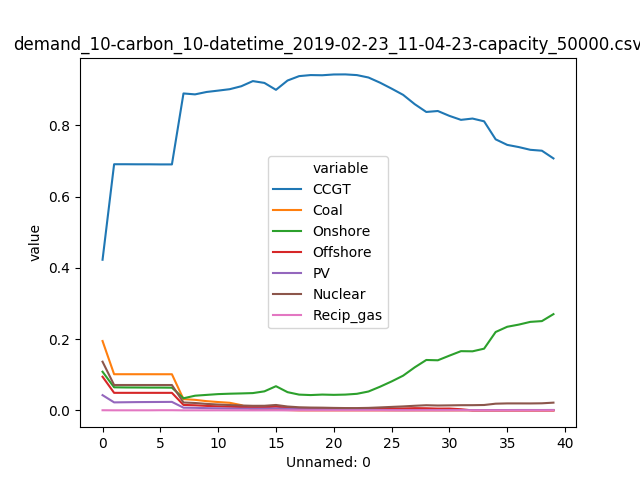 demand_10-carbon_10-datetime_2019-02-23_11-04-23-capacity_50000.csv
value
0.8
0.6
0.4
0.2
0.0
variable
CCGT
Coal
Onshore
Offshore
PV
Nuclear
Recip_gas
0 5 10 15 20 25 30 35 40
Unnamed: 0